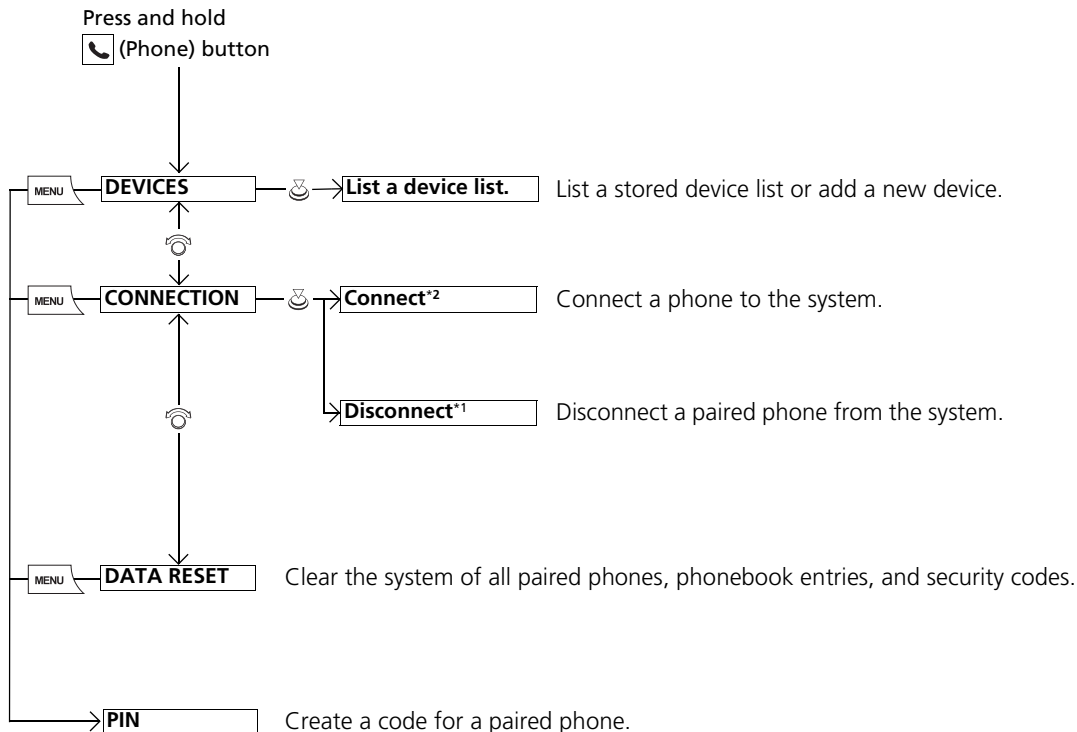 Press and hold
(Phone) button
MENU DEVICES List a device list. List a stored device list or add a new device.
MENU CONNECTION Connect*2 Connect a phone to the system.
Disconnect*1 Disconnect a paired phone from the system.
MENU DATA RESET Clear the system of all paired phones, phonebook entries, and security codes.
PIN Create a code for a paired phone.